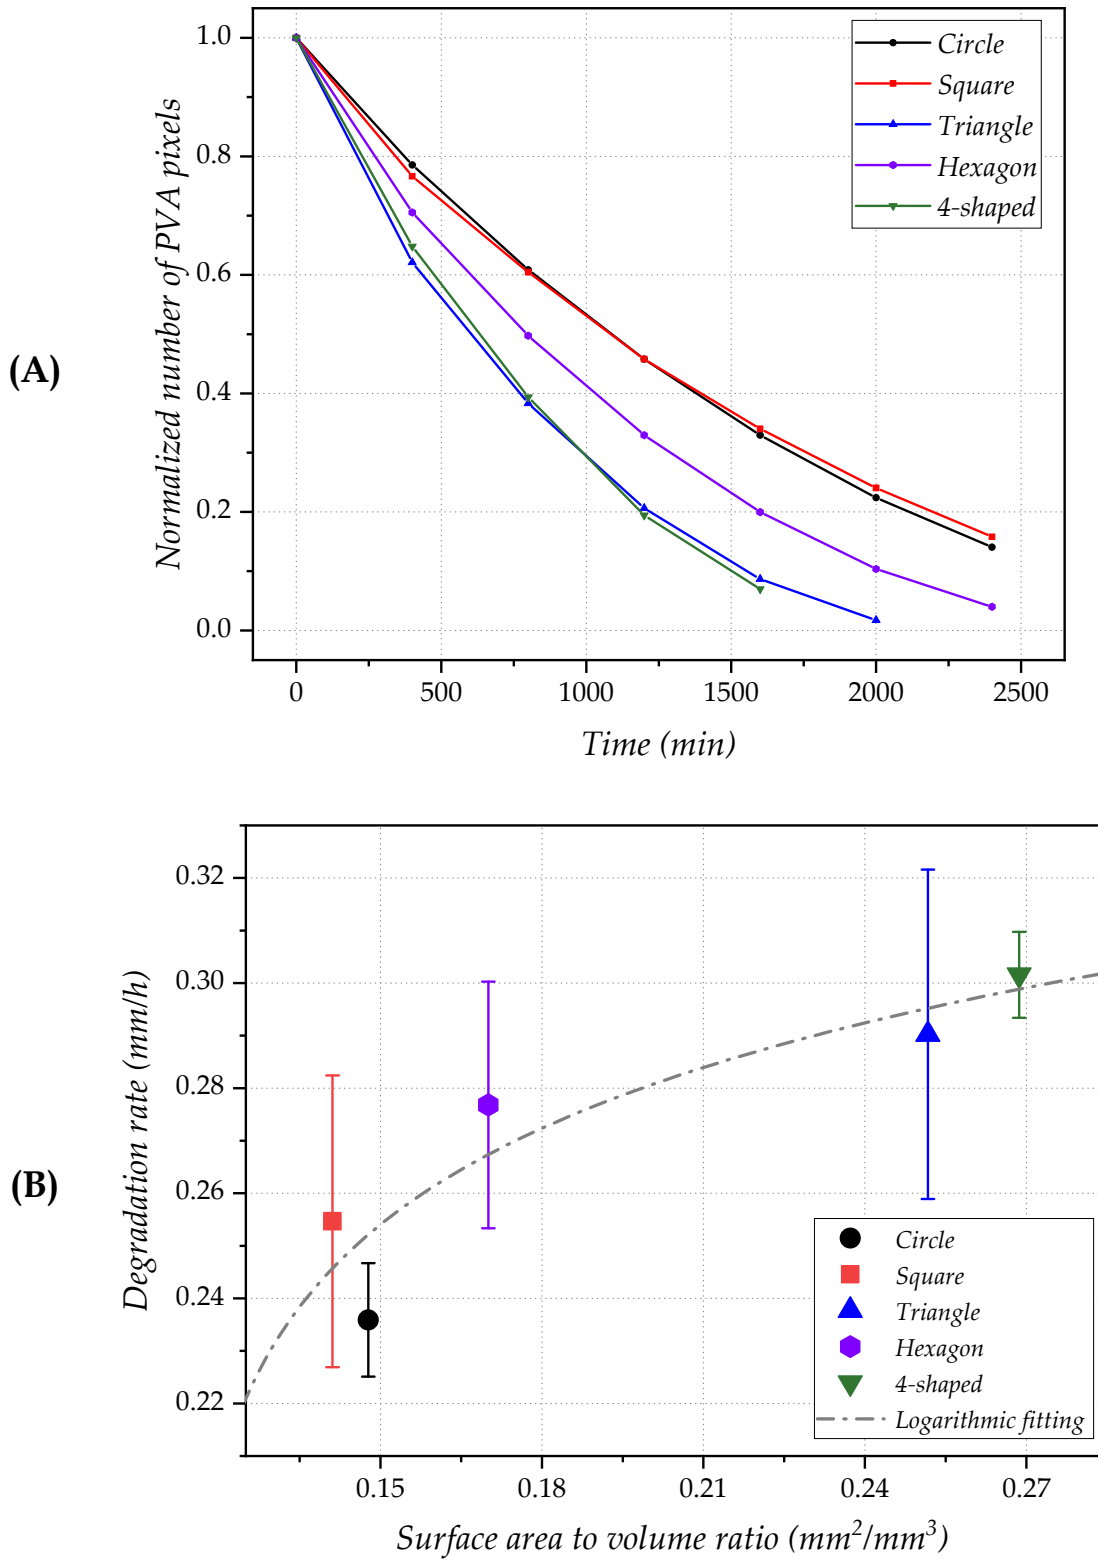 (A)
Normalized number of PVA pixels
1.0
0.8
0.6
0.4
0.2
0.0
0 500 1000 1500 2000 2500
Time (min)
Circle
Square
Triangle
Hexagon
4-shaped
(B)
Degradation rate (mm/h)
0.32
0.30
0.28
0.26
0.24
0.22
0.15 0.18 0.21 0.24 0.27
Surface area to volume ratio (mm²/mm³)
Circle
Square
Triangle
Hexagon
4-shaped
Logarithmic fitting